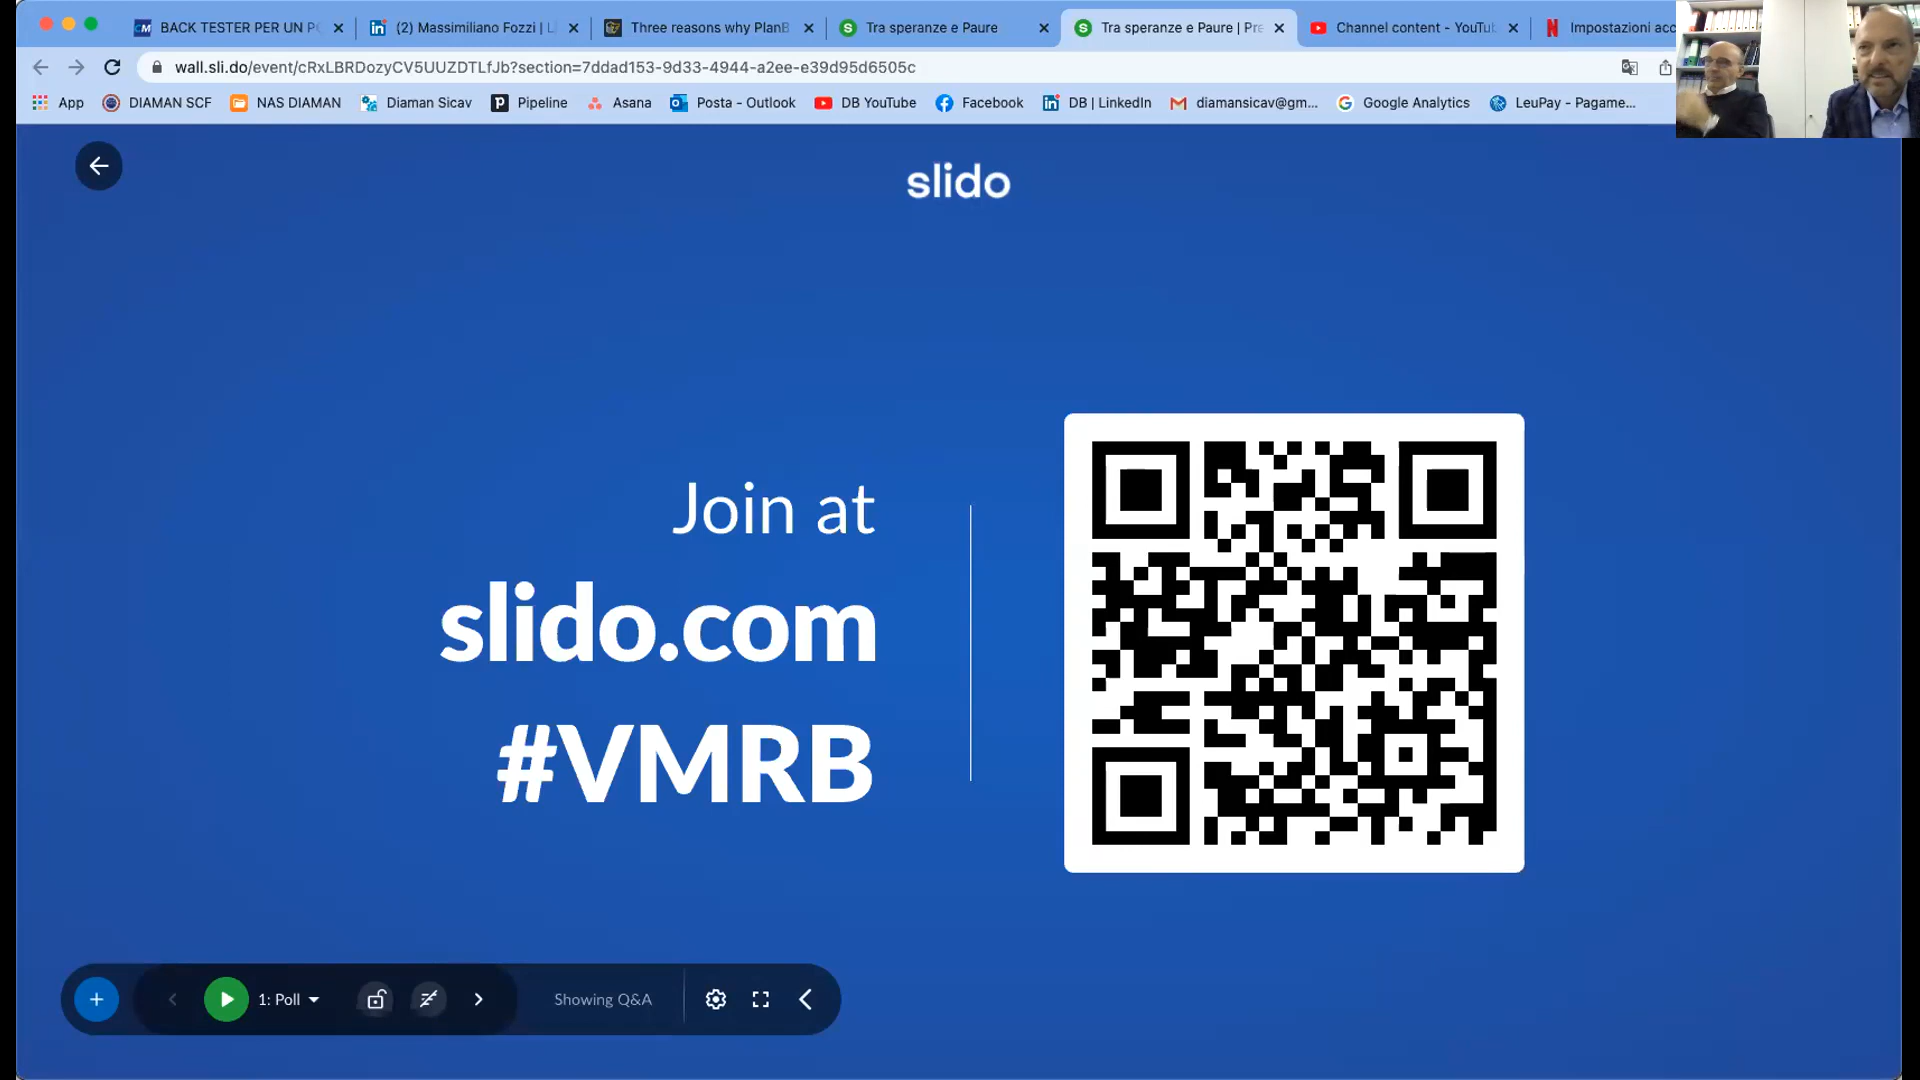 BACK TESTER PER UN P
(2) Massimiliano Fozzi | L
Three reasons why PlanB
Tra speranze e Paure
Tra speranze e Paure | Pre
Channel content - YouTu
Impostazioni acc
wall.sli.do/event/cRxLBRDozyCV5UUZDTLfJb?section=7ddad153-9d33-4944-a2ee-e39d95d6505c
App
DIAMAN SCF
NAS DIAMAN
Diaman Sicav
Pipeline
Asana
Posta - Outlook
DB YouTube
Facebook
DB | LinkedIn
diamansicav@gm...
Google Analytics
LeuPay - Pagame...
slido
Join at
slido.com
#VMRB
1: Poll
Showing Q&A